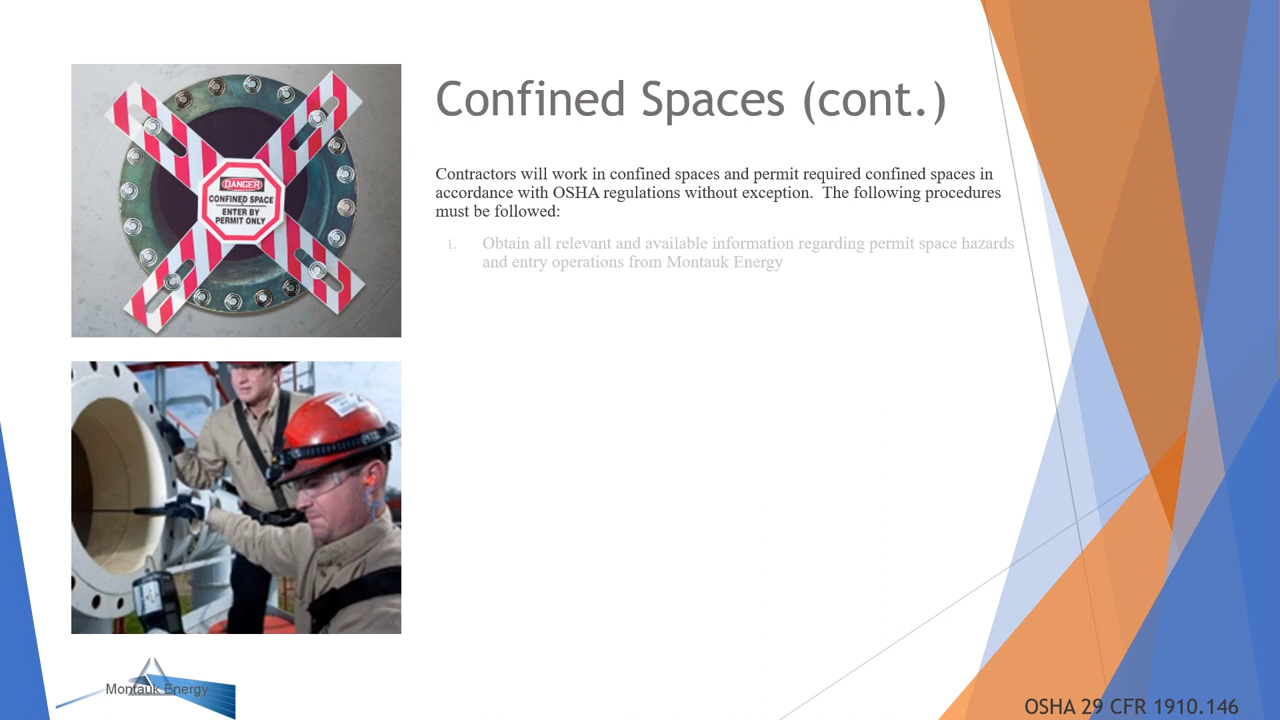 Confined Spaces (cont.)
DANGER
CONFINED SPACE
ENTER BY
PERMIT ONLY
Contractors will work in confined spaces and permit required confined spaces in
accordance with OSHA regulations without exception.  The following procedures
must be followed:
1. Obtain all relevant and available information regarding permit space hazards
and entry operations from Montauk Energy
Montauk Energy
OSHA 29 CFR 1910.146